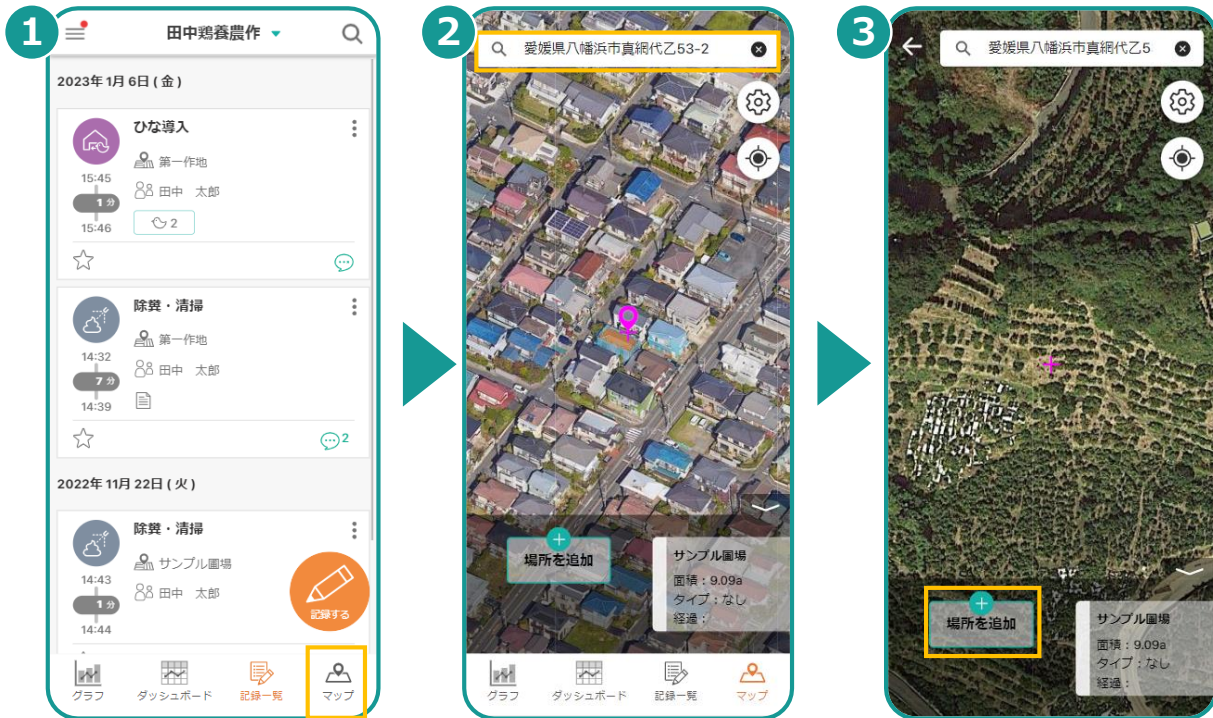 1
田中鶏養農作
2023年 1月 6日 ( 金 )
ひな導入
第一作地
15:45
田中 太郎
1 分
15:46
2
除糞・清掃
第一作地
14:32
田中 太郎
7 分
14:39
2
2022年 11月 22日 ( 火 )
除糞・清掃
サンプル圃場
14:43
田中 太郎
1 分
14:44
記録する
グラフ
ダッシュボード
記録一覧
マップ
2
愛媛県八幡浜市真網代乙53-2
場所を追加
サンプル圃場
面積：9.09a
タイプ：なし
経過：
グラフ
ダッシュボード
記録一覧
マップ
3
愛媛県八幡浜市真網代乙5
場所を追加
サンプル圃場
面積：9.09a
タイプ：なし
経過：